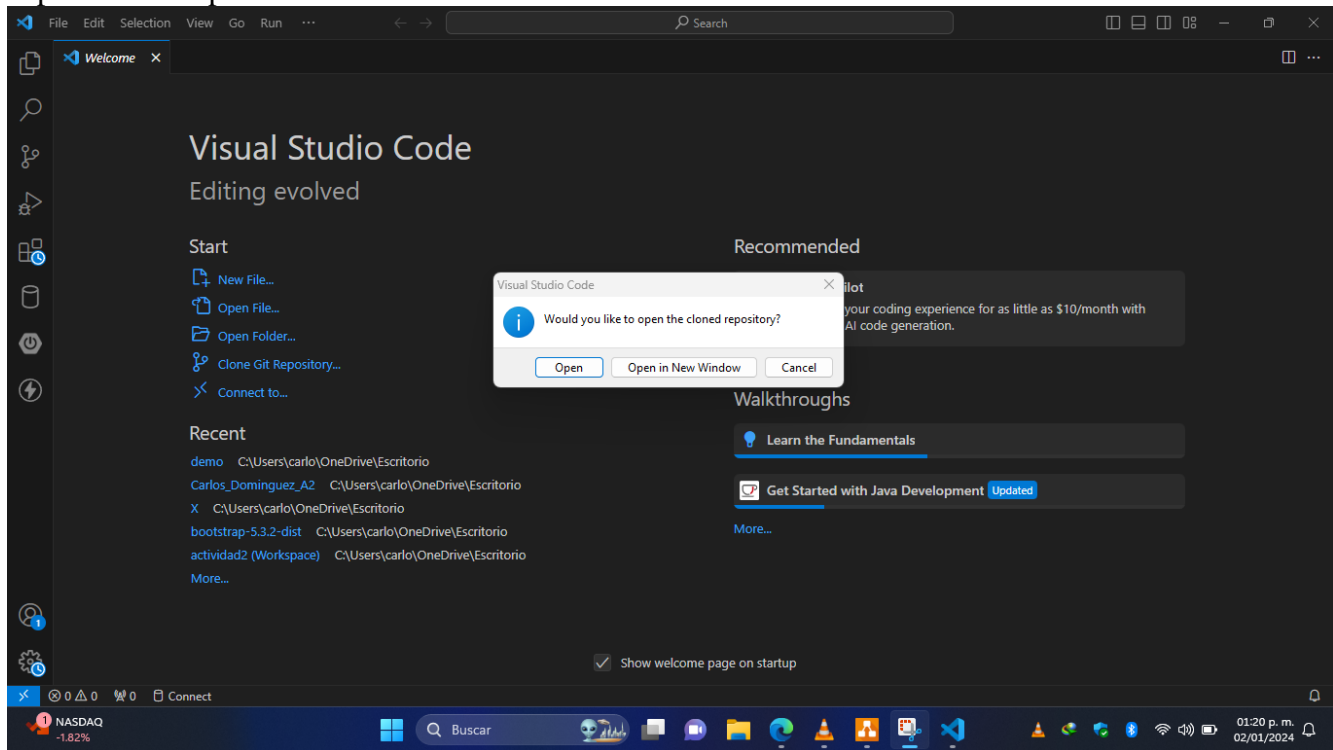 File Edit Selection View Go Run ··· Search
Welcome
Visual Studio Code
Editing evolved
Start
New File...
Open File...
Open Folder...
Clone Git Repository...
Connect to...
Recent
demo C:\Users\carlo\OneDrive\Escritorio
Carlos_Dominguez_A2 C:\Users\carlo\OneDrive\Escritorio
X C:\Users\carlo\OneDrive\Escritorio
bootstrap-5.3.2-dist C:\Users\carlo\OneDrive\Escritorio
actividad2 (Workspace) C:\Users\carlo\OneDrive\Escritorio
More...
Recommended
ilot
your coding experience for as little as $10/month with
AI code generation.
Visual Studio Code
Would you like to open the cloned repository?
Open Open in New Window Cancel
Walkthroughs
Learn the Fundamentals
Get Started with Java Development Updated
More...
Show welcome page on startup
1
0 0 0 Connect
1 NASDAQ
-1.82%
Buscar
01:20 p. m.
02/01/2024